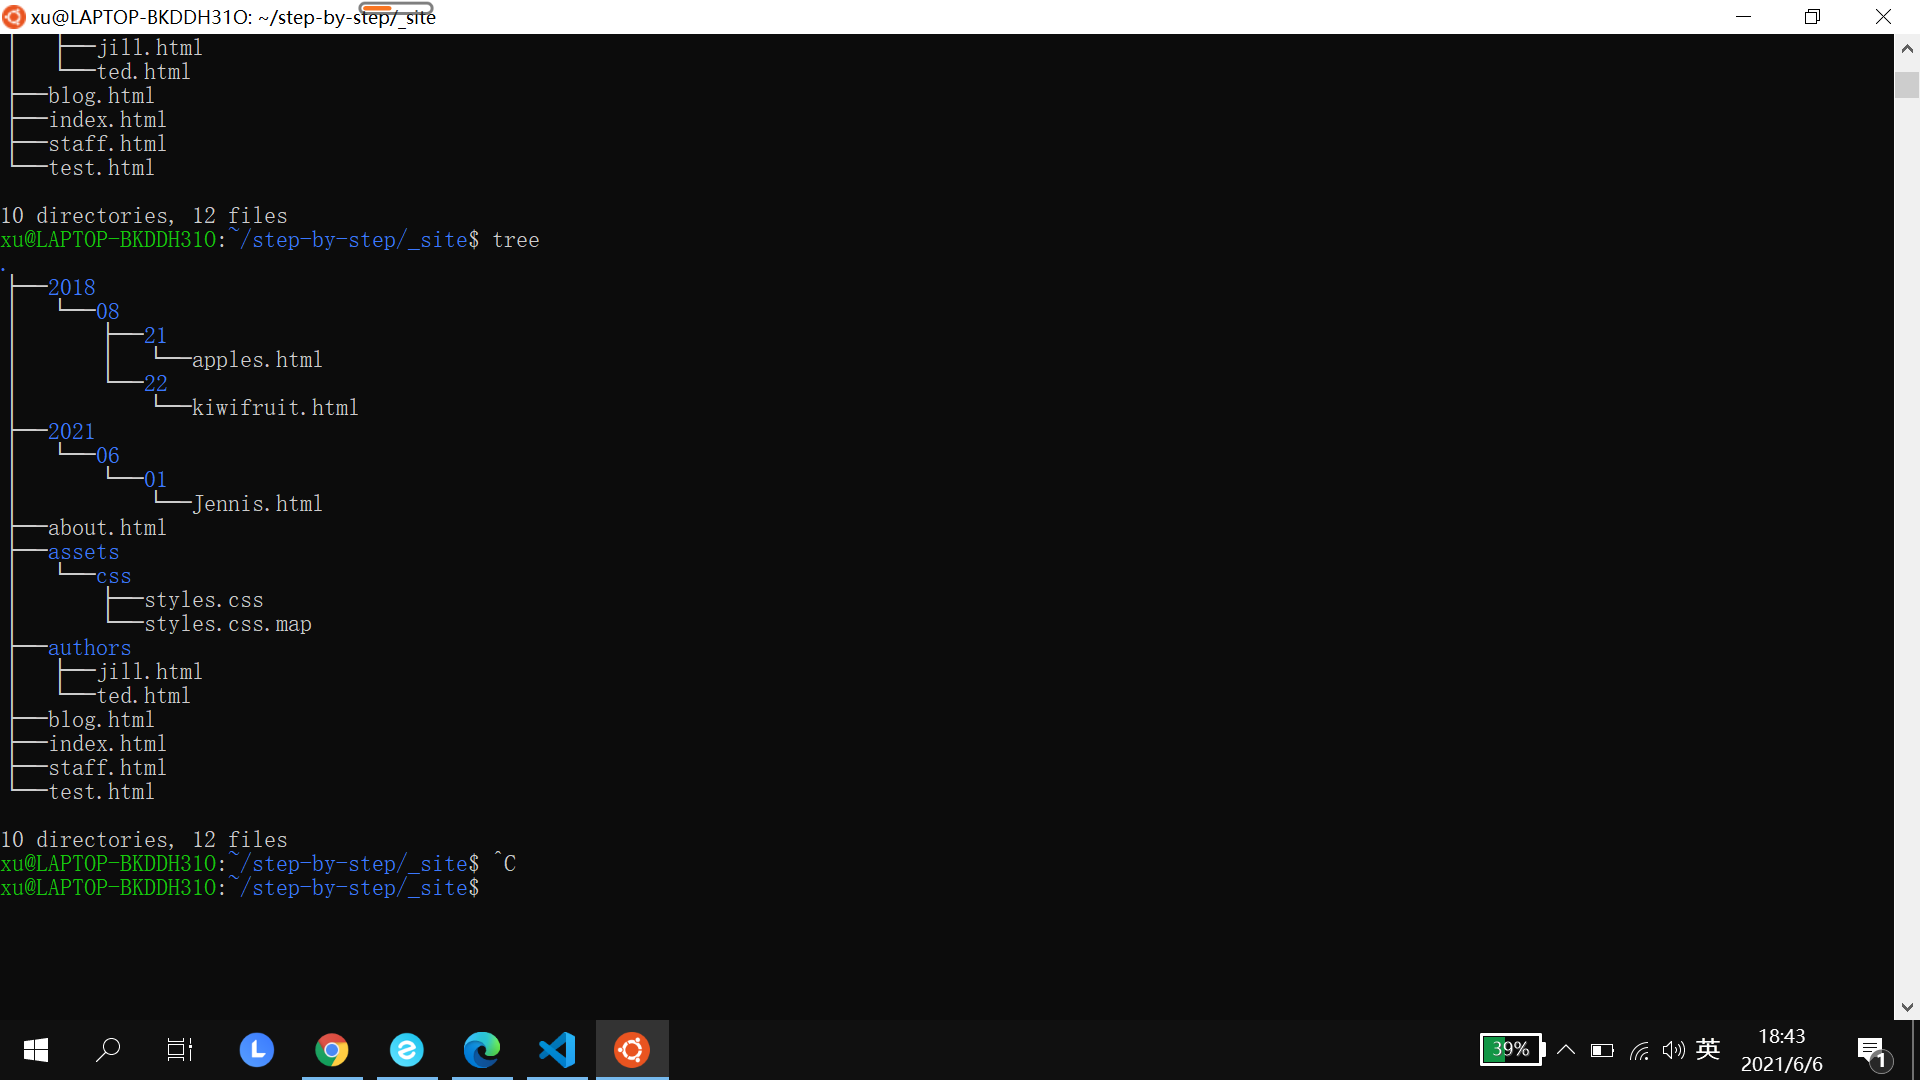 xu@LAPTOP-BKDDH31O: ~/step-by-step/_site
│   ├──jill.html
│   └──ted.html
├──blog.html
├──index.html
├──staff.html
└──test.html
10 directories, 12 files
xu@LAPTOP-BKDDH31O:~/step-by-step/_site$ tree
.
├──2018
│   └──08
│       ├──21
│       │   └──apples.html
│       └──22
│           └──kiwifruit.html
├──2021
│   └──06
│       └──01
│           └──Jennis.html
├──about.html
├──assets
│   └──css
│       ├──styles.css
│       └──styles.css.map
├──authors
│   ├──jill.html
│   └──ted.html
├──blog.html
├──index.html
├──staff.html
└──test.html
10 directories, 12 files
xu@LAPTOP-BKDDH31O:~/step-by-step/_site$ ^C
xu@LAPTOP-BKDDH31O:~/step-by-step/_site$
39%
英
18:43
2021/6/6
1